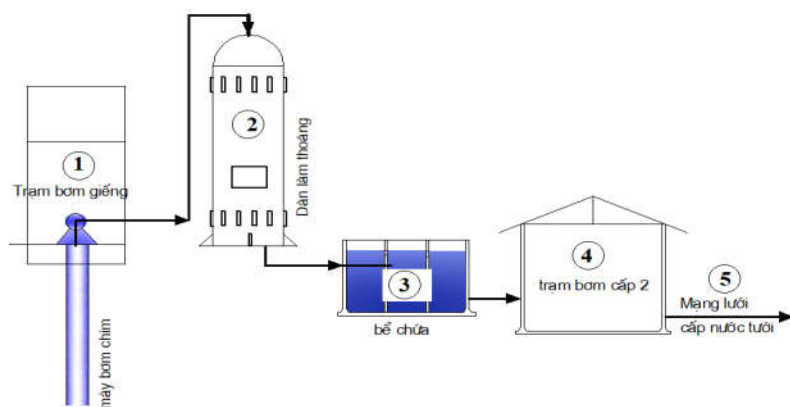 1
Trạm bơm giếng
máy bơm chìm
2
Dàn làm thoáng
3
bể chứa
4
trạm bơm cấp 2
5
Mạng lưới
cấp nước tưới